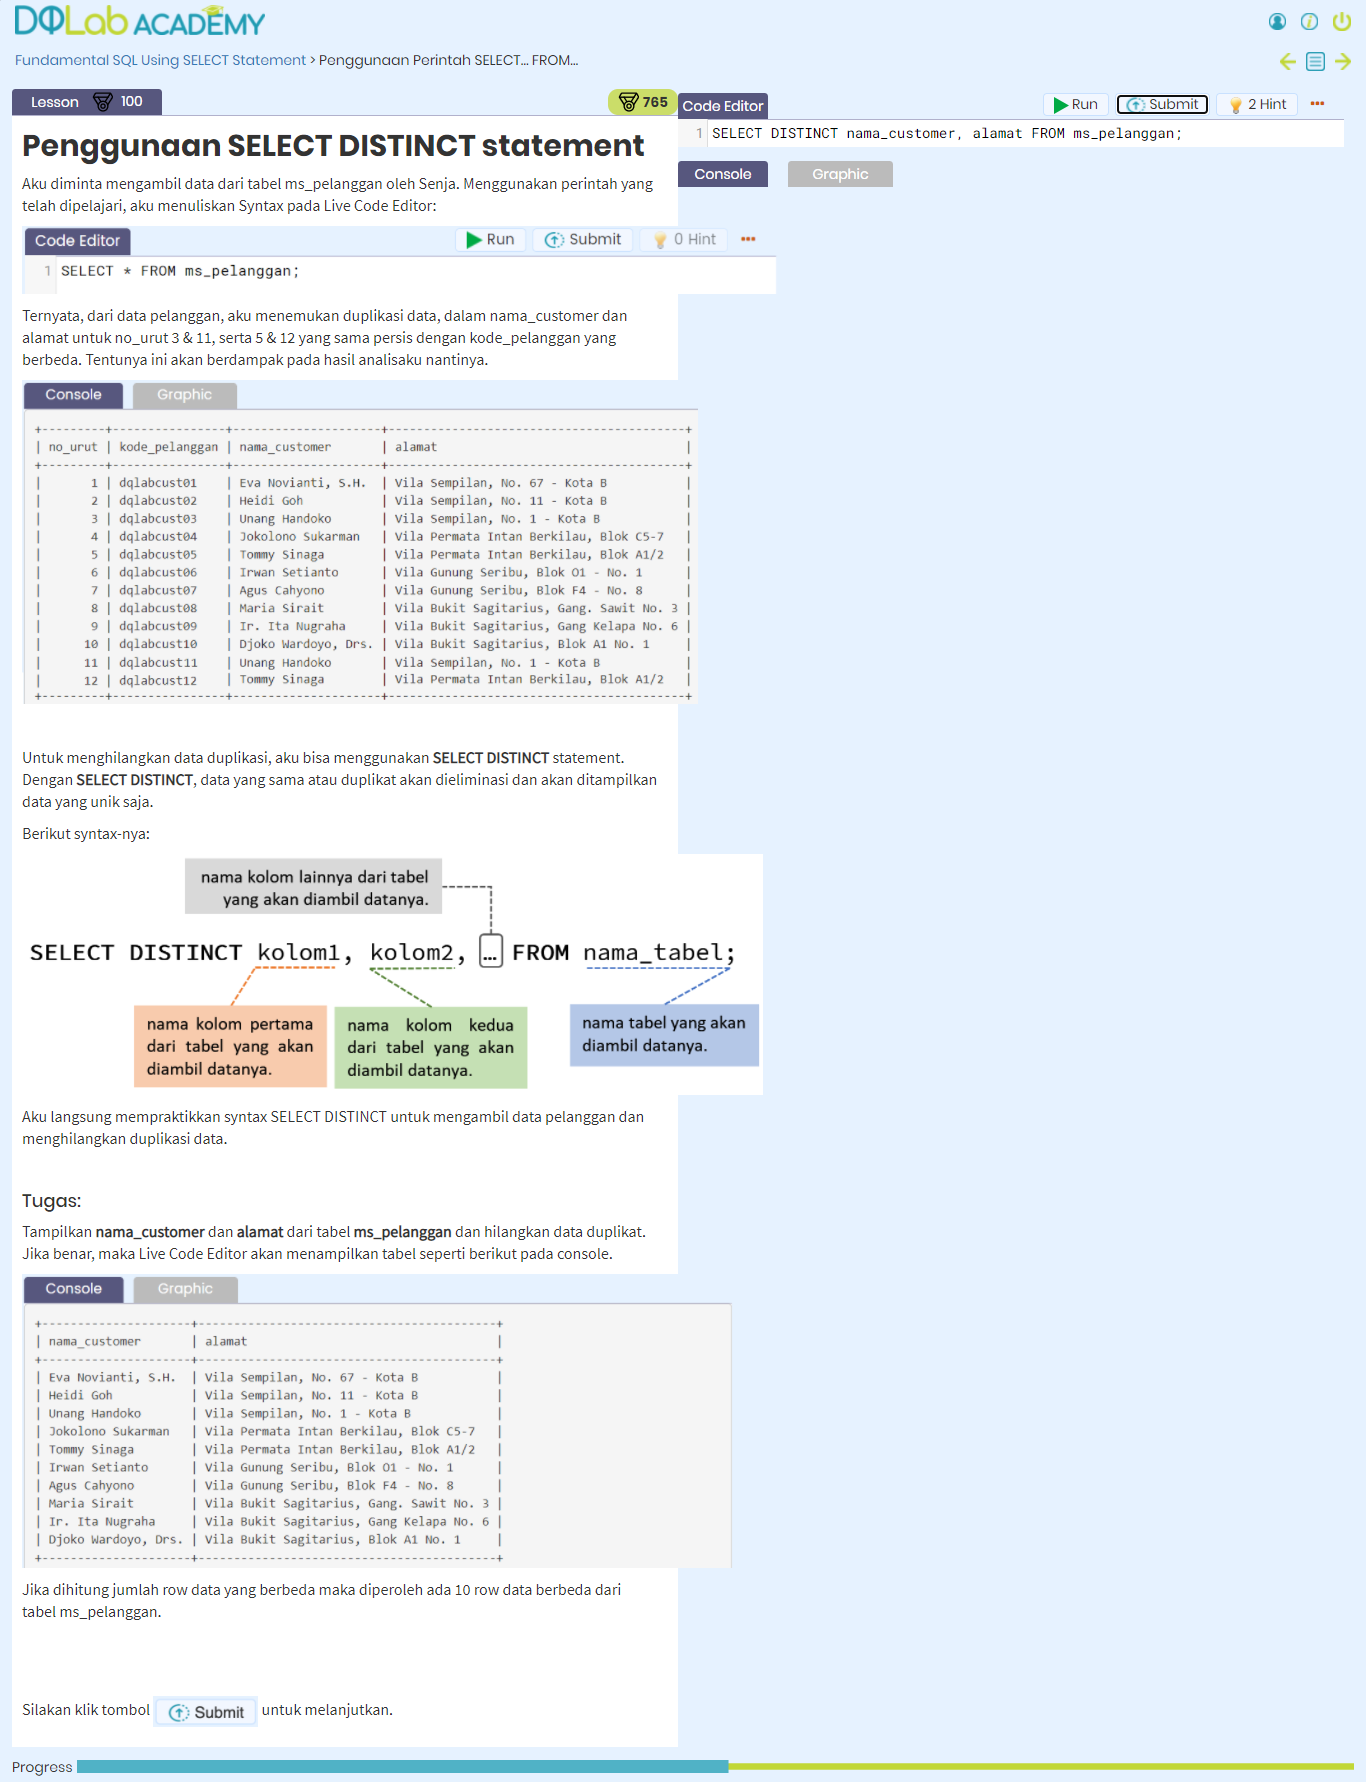 DQLab ACADEMY
Fundamental SQL Using SELECT Statement > Penggunaan Perintah SELECT... FROM...
Lesson 100
765
Penggunaan SELECT DISTINCT statement
Aku diminta mengambil data dari tabel ms_pelanggan oleh Senja. Menggunakan perintah yang
telah dipelajari, aku menuliskan Syntax pada Live Code Editor:
Code Editor Run Submit 0 Hint •••
1 SELECT * FROM ms_pelanggan;
Ternyata, dari data pelanggan, aku menemukan duplikasi data, dalam nama_customer dan
alamat untuk no_urut 3 & 11, serta 5 & 12 yang sama persis dengan kode_pelanggan yang
berbeda. Tentunya ini akan berdampak pada hasil analisaku nantinya.
Console Graphic
| no_urut | kode_pelanggan | nama_customer | alamat |
| 1 | dqlabcust01 | Eva Novianti, S.H. | Vila Sempilan, No. 67 - Kota B |
| 2 | dqlabcust02 | Heidi Goh | Vila Sempilan, No. 11 - Kota B |
| 3 | dqlabcust03 | Unang Handoko | Vila Sempilan, No. 1 - Kota B |
| 4 | dqlabcust04 | Jokolono Sukarman | Vila Permata Intan Berkilau, Blok C5-7 |
| 5 | dqlabcust05 | Tommy Sinaga | Vila Permata Intan Berkilau, Blok A1/2 |
| 6 | dqlabcust06 | Irwan Setianto | Vila Gunung Seribu, Blok O1 - No. 1 |
| 7 | dqlabcust07 | Agus Cahyono | Vila Gunung Seribu, Blok F4 - No. 8 |
| 8 | dqlabcust08 | Maria Sirait | Vila Bukit Sagitarius, Gang. Sawit No. 3 |
| 9 | dqlabcust09 | Ir. Ita Nugraha | Vila Bukit Sagitarius, Gang Kelapa No. 6 |
| 10 | dqlabcust10 | Djoko Wardoyo, Drs. | Vila Bukit Sagitarius, Blok A1 No. 1 |
| 11 | dqlabcust11 | Unang Handoko | Vila Sempilan, No. 1 - Kota B |
| 12 | dqlabcust12 | Tommy Sinaga | Vila Permata Intan Berkilau, Blok A1/2 |
Untuk menghilangkan data duplikasi, aku bisa menggunakan SELECT DISTINCT statement.
Dengan SELECT DISTINCT, data yang sama atau duplikat akan dieliminasi dan akan ditampilkan
data yang unik saja.
Berikut syntax-nya:
nama kolom lainnya dari tabel
yang akan diambil datanya.
SELECT DISTINCT kolom1, kolom2, … FROM nama_tabel;
nama kolom pertama
dari tabel yang akan
diambil datanya.
nama kolom kedua
dari tabel yang akan
diambil datanya.
nama tabel yang akan
diambil datanya.
Aku langsung mempraktikkan syntax SELECT DISTINCT untuk mengambil data pelanggan dan
menghilangkan duplikasi data.
Tugas:
Tampilkan nama_customer dan alamat dari tabel ms_pelanggan dan hilangkan data duplikat.
Jika benar, maka Live Code Editor akan menampilkan tabel seperti berikut pada console.
Console Graphic
| nama_customer | alamat |
| Eva Novianti, S.H. | Vila Sempilan, No. 67 - Kota B |
| Heidi Goh | Vila Sempilan, No. 11 - Kota B |
| Unang Handoko | Vila Sempilan, No. 1 - Kota B |
| Jokolono Sukarman | Vila Permata Intan Berkilau, Blok C5-7 |
| Tommy Sinaga | Vila Permata Intan Berkilau, Blok A1/2 |
| Irwan Setianto | Vila Gunung Seribu, Blok O1 - No. 1 |
| Agus Cahyono | Vila Gunung Seribu, Blok F4 - No. 8 |
| Maria Sirait | Vila Bukit Sagitarius, Gang. Sawit No. 3 |
| Ir. Ita Nugraha | Vila Bukit Sagitarius, Gang Kelapa No. 6 |
| Djoko Wardoyo, Drs. | Vila Bukit Sagitarius, Blok A1 No. 1 |
Jika dihitung jumlah row data yang berbeda maka diperoleh ada 10 row data berbeda dari
tabel ms_pelanggan.
Silakan klik tombol Submit untuk melanjutkan.
Code Editor Run Submit 2 Hint •••
1 SELECT DISTINCT nama_customer, alamat FROM ms_pelanggan;
Console Graphic
Progress